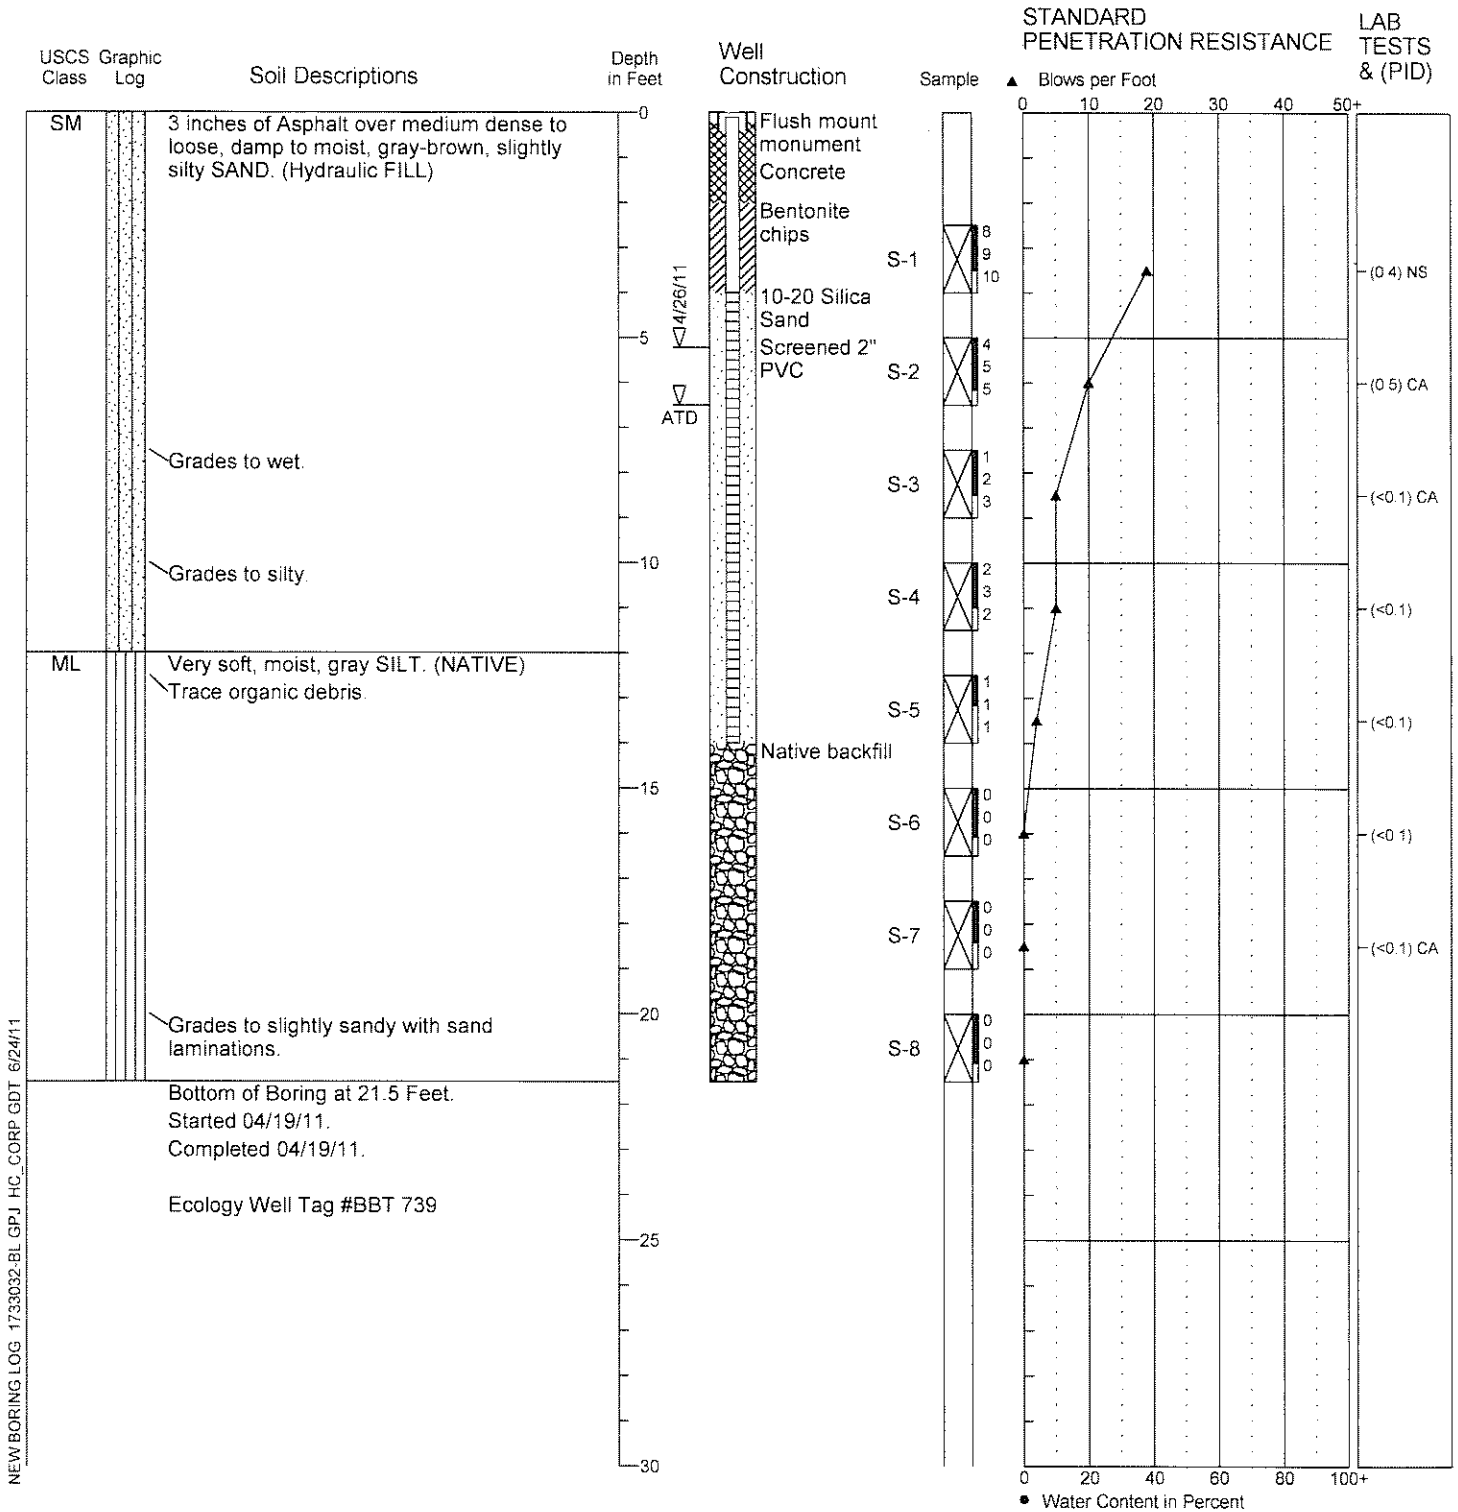 STANDARD
PENETRATION RESISTANCE
LAB
TESTS
& (PID)
USCS Graphic
Class Log
Soil Descriptions
Depth
in Feet
Well
Construction
Sample
▲ Blows per Foot
0 10 20 30 40 50+
SM
3 inches of Asphalt over medium dense to
loose, damp to moist, gray-brown, slightly
silty SAND. (Hydraulic FILL)
Grades to wet.
Grades to silty.
ML
Very soft, moist, gray SILT. (NATIVE)
Trace organic debris.
Grades to slightly sandy with sand
laminations.
Bottom of Boring at 21.5 Feet.
Started 04/19/11.
Completed 04/19/11.
Ecology Well Tag #BBT 739
0
5
10
15
20
25
30
4/26/11
ATD
Flush mount
monument
Concrete
Bentonite
chips
10-20 Silica
Sand
Screened 2"
PVC
Native backfill
S-1
8
9
10
S-2
4
5
5
S-3
1
2
3
S-4
2
3
2
S-5
1
1
1
S-6
0
0
0
S-7
0
0
0
S-8
0
0
0
(0 4) NS
(0 5) CA
(<0.1) CA
(<0.1)
(<0.1)
(<0 1)
(<0.1) CA
0 20 40 60 80 100+
● Water Content in Percent
NEW BORING LOG 1733032-BL GPJ HC_CORP GDT 6/24/11